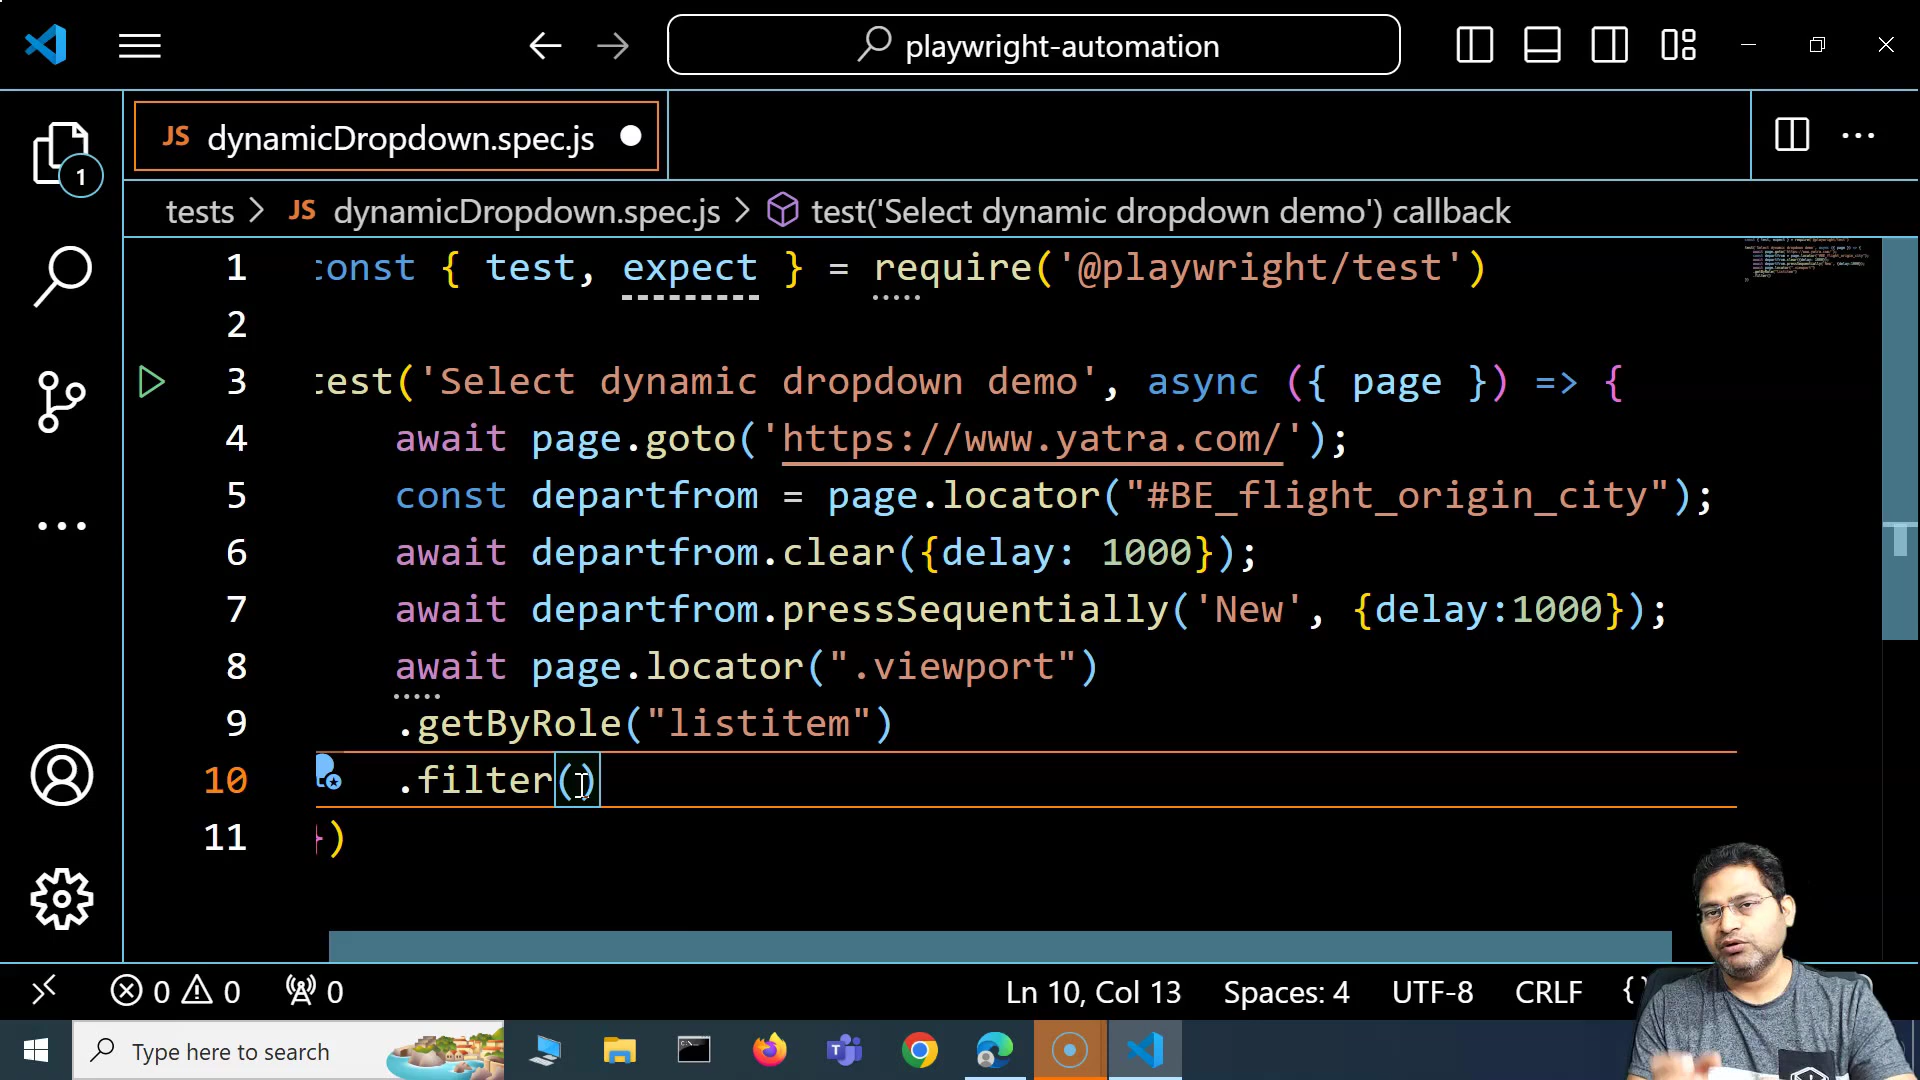 playwright-automation
JS dynamicDropdown.spec.js
1
tests > JS dynamicDropdown.spec.js > test('Select dynamic dropdown demo') callback
1 const { test, expect } = require('@playwright/test')
2
3 test('Select dynamic dropdown demo', async ({ page }) => {
4 await page.goto('https://www.yatra.com/');
5 const departfrom = page.locator("#BE_flight_origin_city");
6 await departfrom.clear({delay: 1000});
7 await departfrom.pressSequentially('New', {delay:1000});
8 await page.locator(".viewport")
9 .getByRole("listitem")
10 .filter()
11 })
0 0 0 Ln 10, Col 13 Spaces: 4 UTF-8 CRLF {
Type here to search